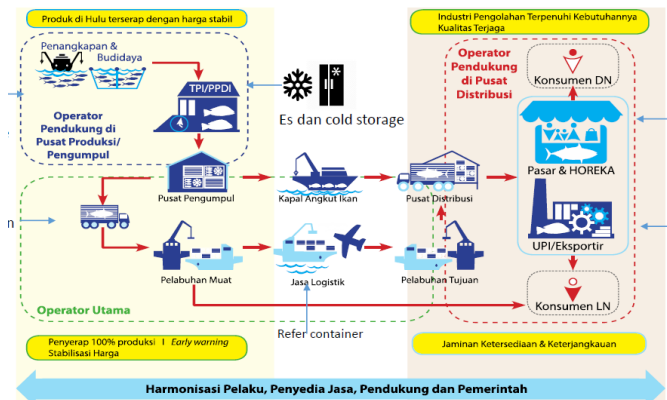 Produk di Hulu terserap dengan harga stabil
Industri Pengolahan Terpenuhi Kebutuhannya
Kualitas Terjaga
Penangkapan &
Budidaya
TPI/PPDI
Operator
Pendukung di
Pusat Produksi/
Pengumpul
Es dan cold storage
Operator
Pendukung
di Pusat
Distribusi
Konsumen DN
Pasar & HOREKA
Pusat Pengumpul
Kapal Angkut Ikan
Pusat Distribusi
n
UPI/Eksportir
Pelabuhan Muat
Jasa Logistik
Pelabuhan Tujuan
Operator Utama
Konsumen LN
Refer container
Penyerap 100% produksi I Early warning
Stabilisasi Harga
Jaminan Ketersediaan & Keterjangkauan
Harmonisasi Pelaku, Penyedia Jasa, Pendukung dan Pemerintah